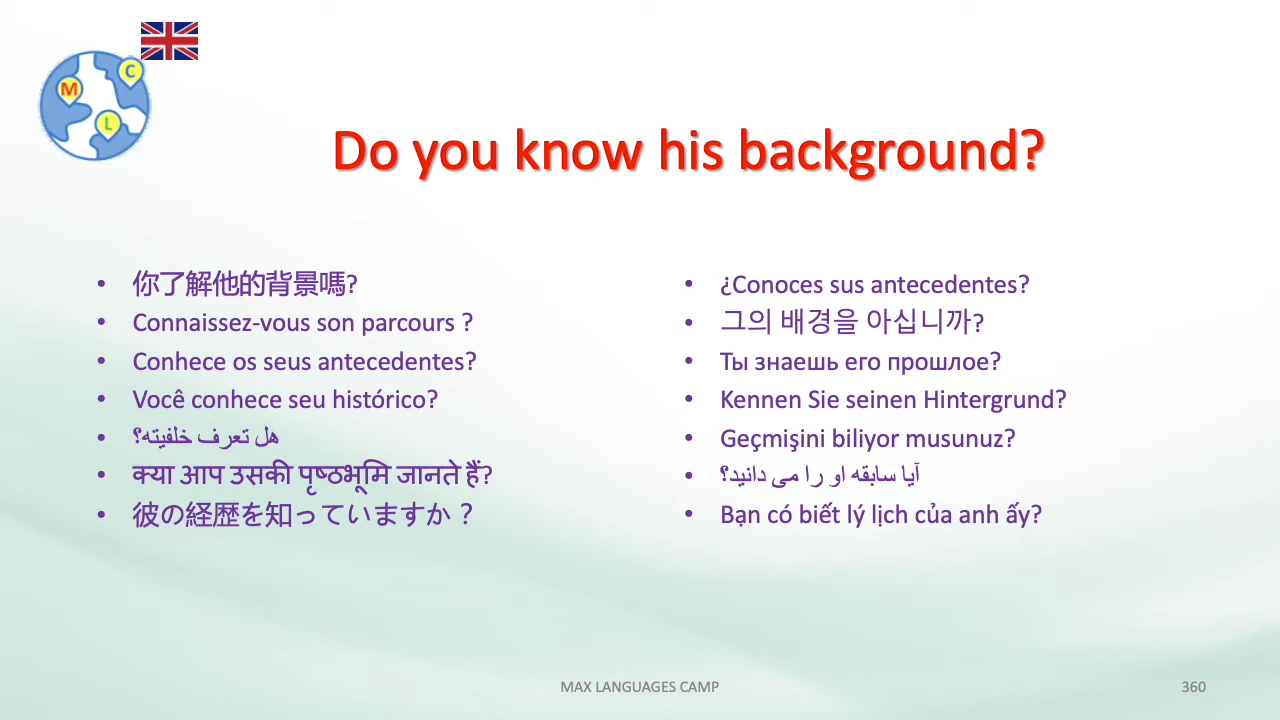 C
M
L
Do you know his background?
• 你了解他的背景嗎?
• Connaissez-vous son parcours ?
• Conhece os seus antecedentes?
• Você conhece seu histórico?
• هل تعرف خلفيته؟
• क्या आप उसकी पृष्ठभूमि जानते हैं?
• 彼の経歴を知っていますか？
• ¿Conoces sus antecedentes?
• 그의 배경을 아십니까?
• Ты знаешь его прошлое?
• Kennen Sie seinen Hintergrund?
• Geçmişini biliyor musunuz?
• آیا سابقه او را می دانید؟
• Bạn có biết lý lịch của anh ấy?
MAX LANGUAGES CAMP
360